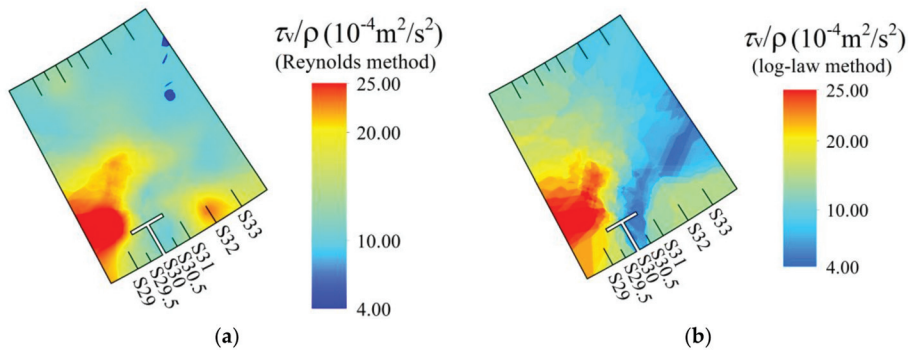 τv/ρ (10⁻⁴m²/s²)
(Reynolds method)
25.00
20.00
10.00
4.00
S29
S29.5
S30
S30.5
S31
S32
S33
(a)
τv/ρ (10⁻⁴m²/s²)
(log-law method)
25.00
20.00
10.00
4.00
S29
S29.5
S30
S30.5
S31
S32
S33
(b)